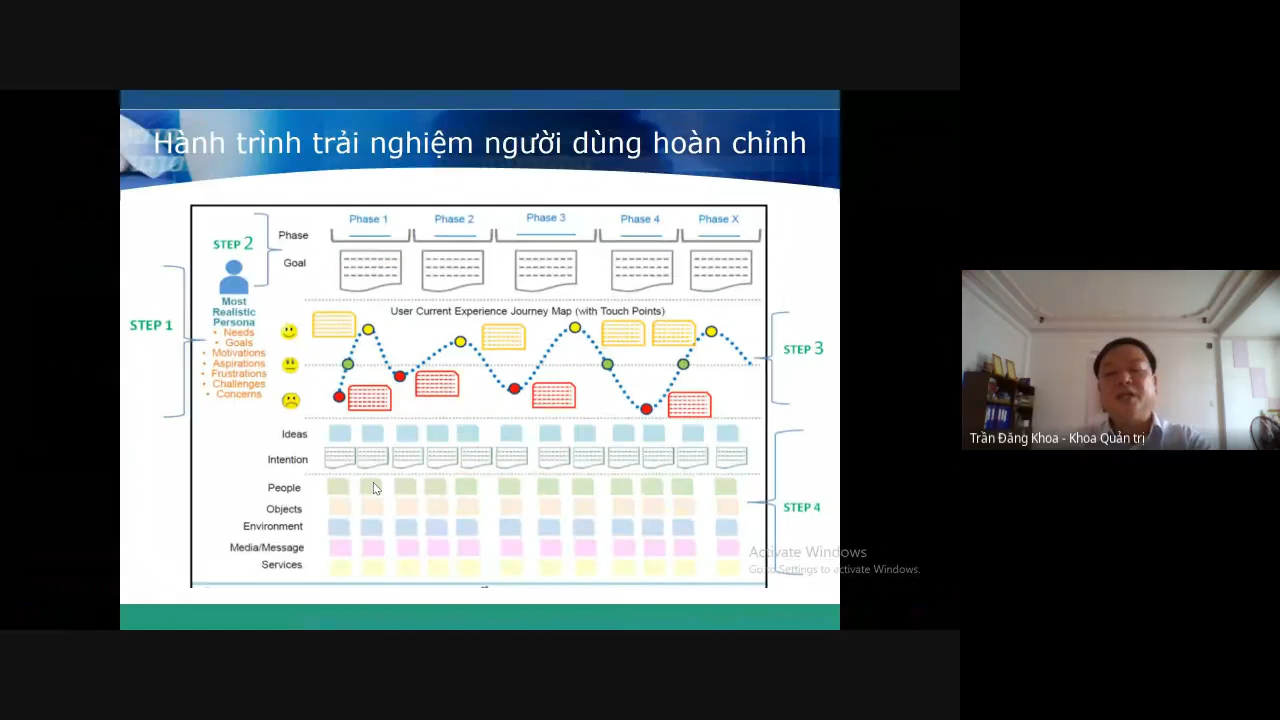 Hành trình trải nghiệm người dùng hoàn chỉnh
Phase 1
Phase 2
Phase 3
Phase 4
Phase X
Phase
STEP 2
Goal
Most
Realistic
Persona
• Needs
• Goals
• Motivations
• Aspirations
• Frustrations
• Challenges
• Concerns
STEP 1
User Current Experience Journey Map (with Touch Points)
STEP 3
Ideas
Intention
People
Objects
Environment
Media/Message
Services
STEP 4
Activate Windows
Go to Settings to activate Windows.
Trần Đăng Khoa - Khoa Quản trị